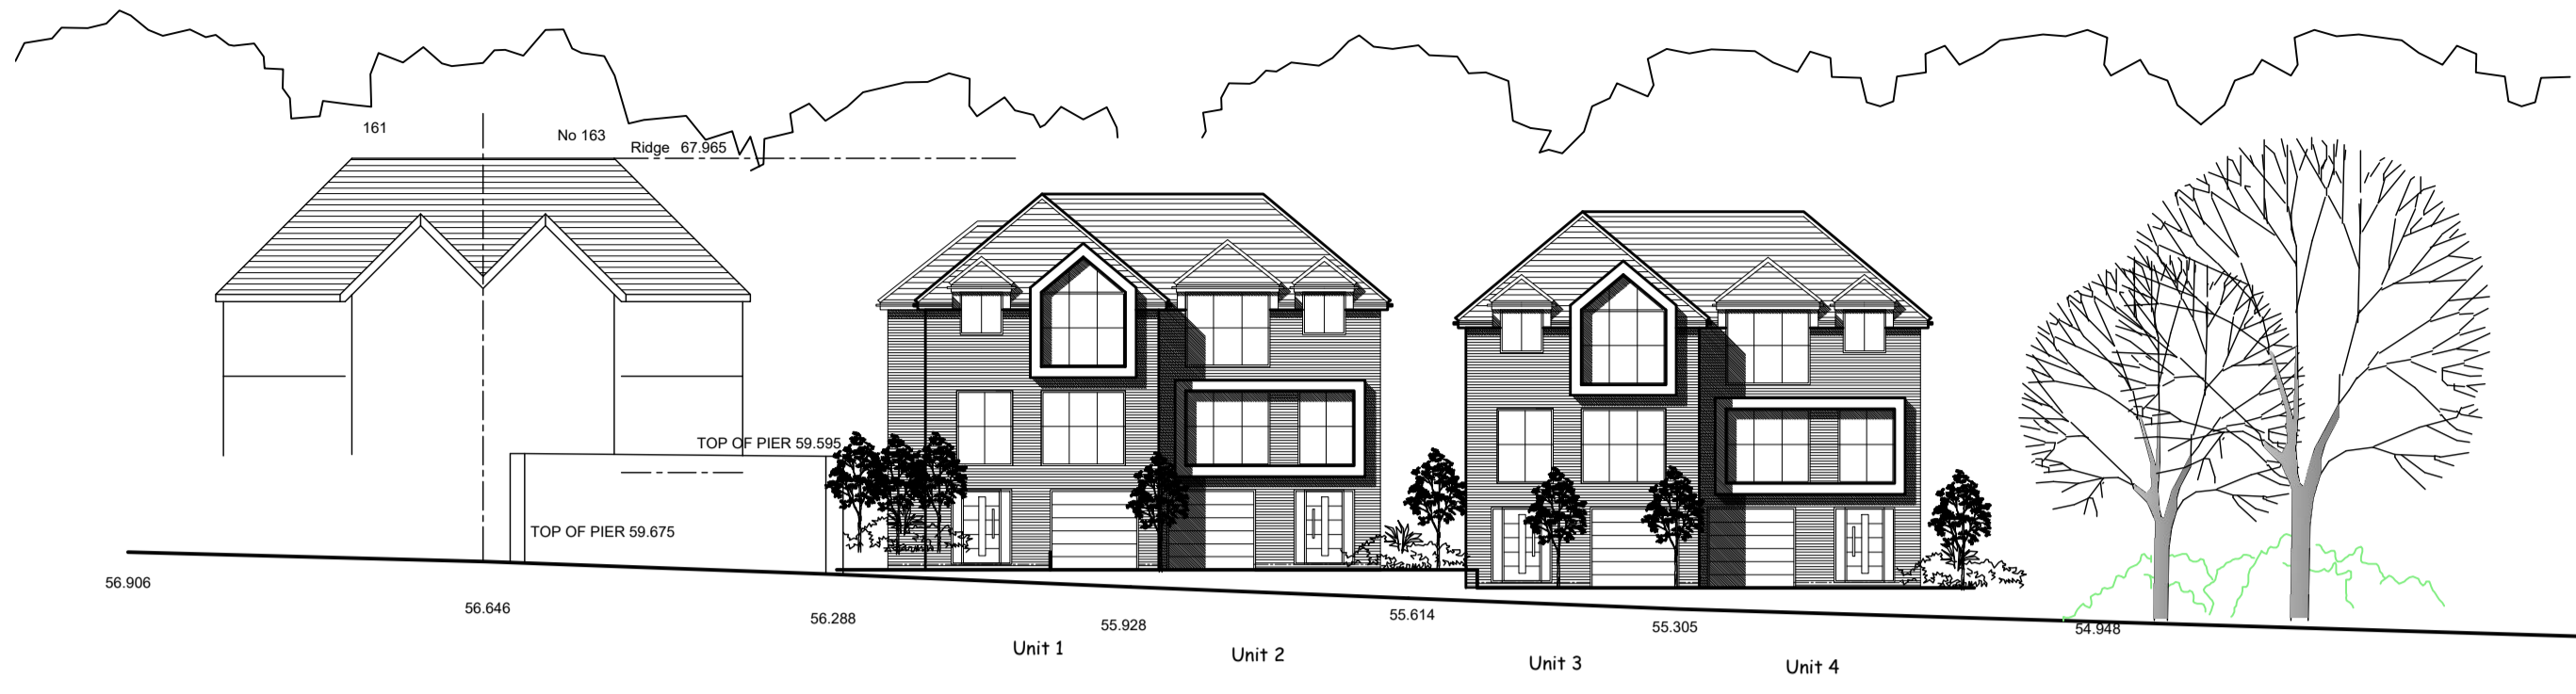 161
No 163
Ridge 67.965
TOP OF PIER 59.595
TOP OF PIER 59.675
56.906
56.646
56.288
55.928
55.614
55.305
54.948
Unit 1
Unit 2
Unit 3
Unit 4